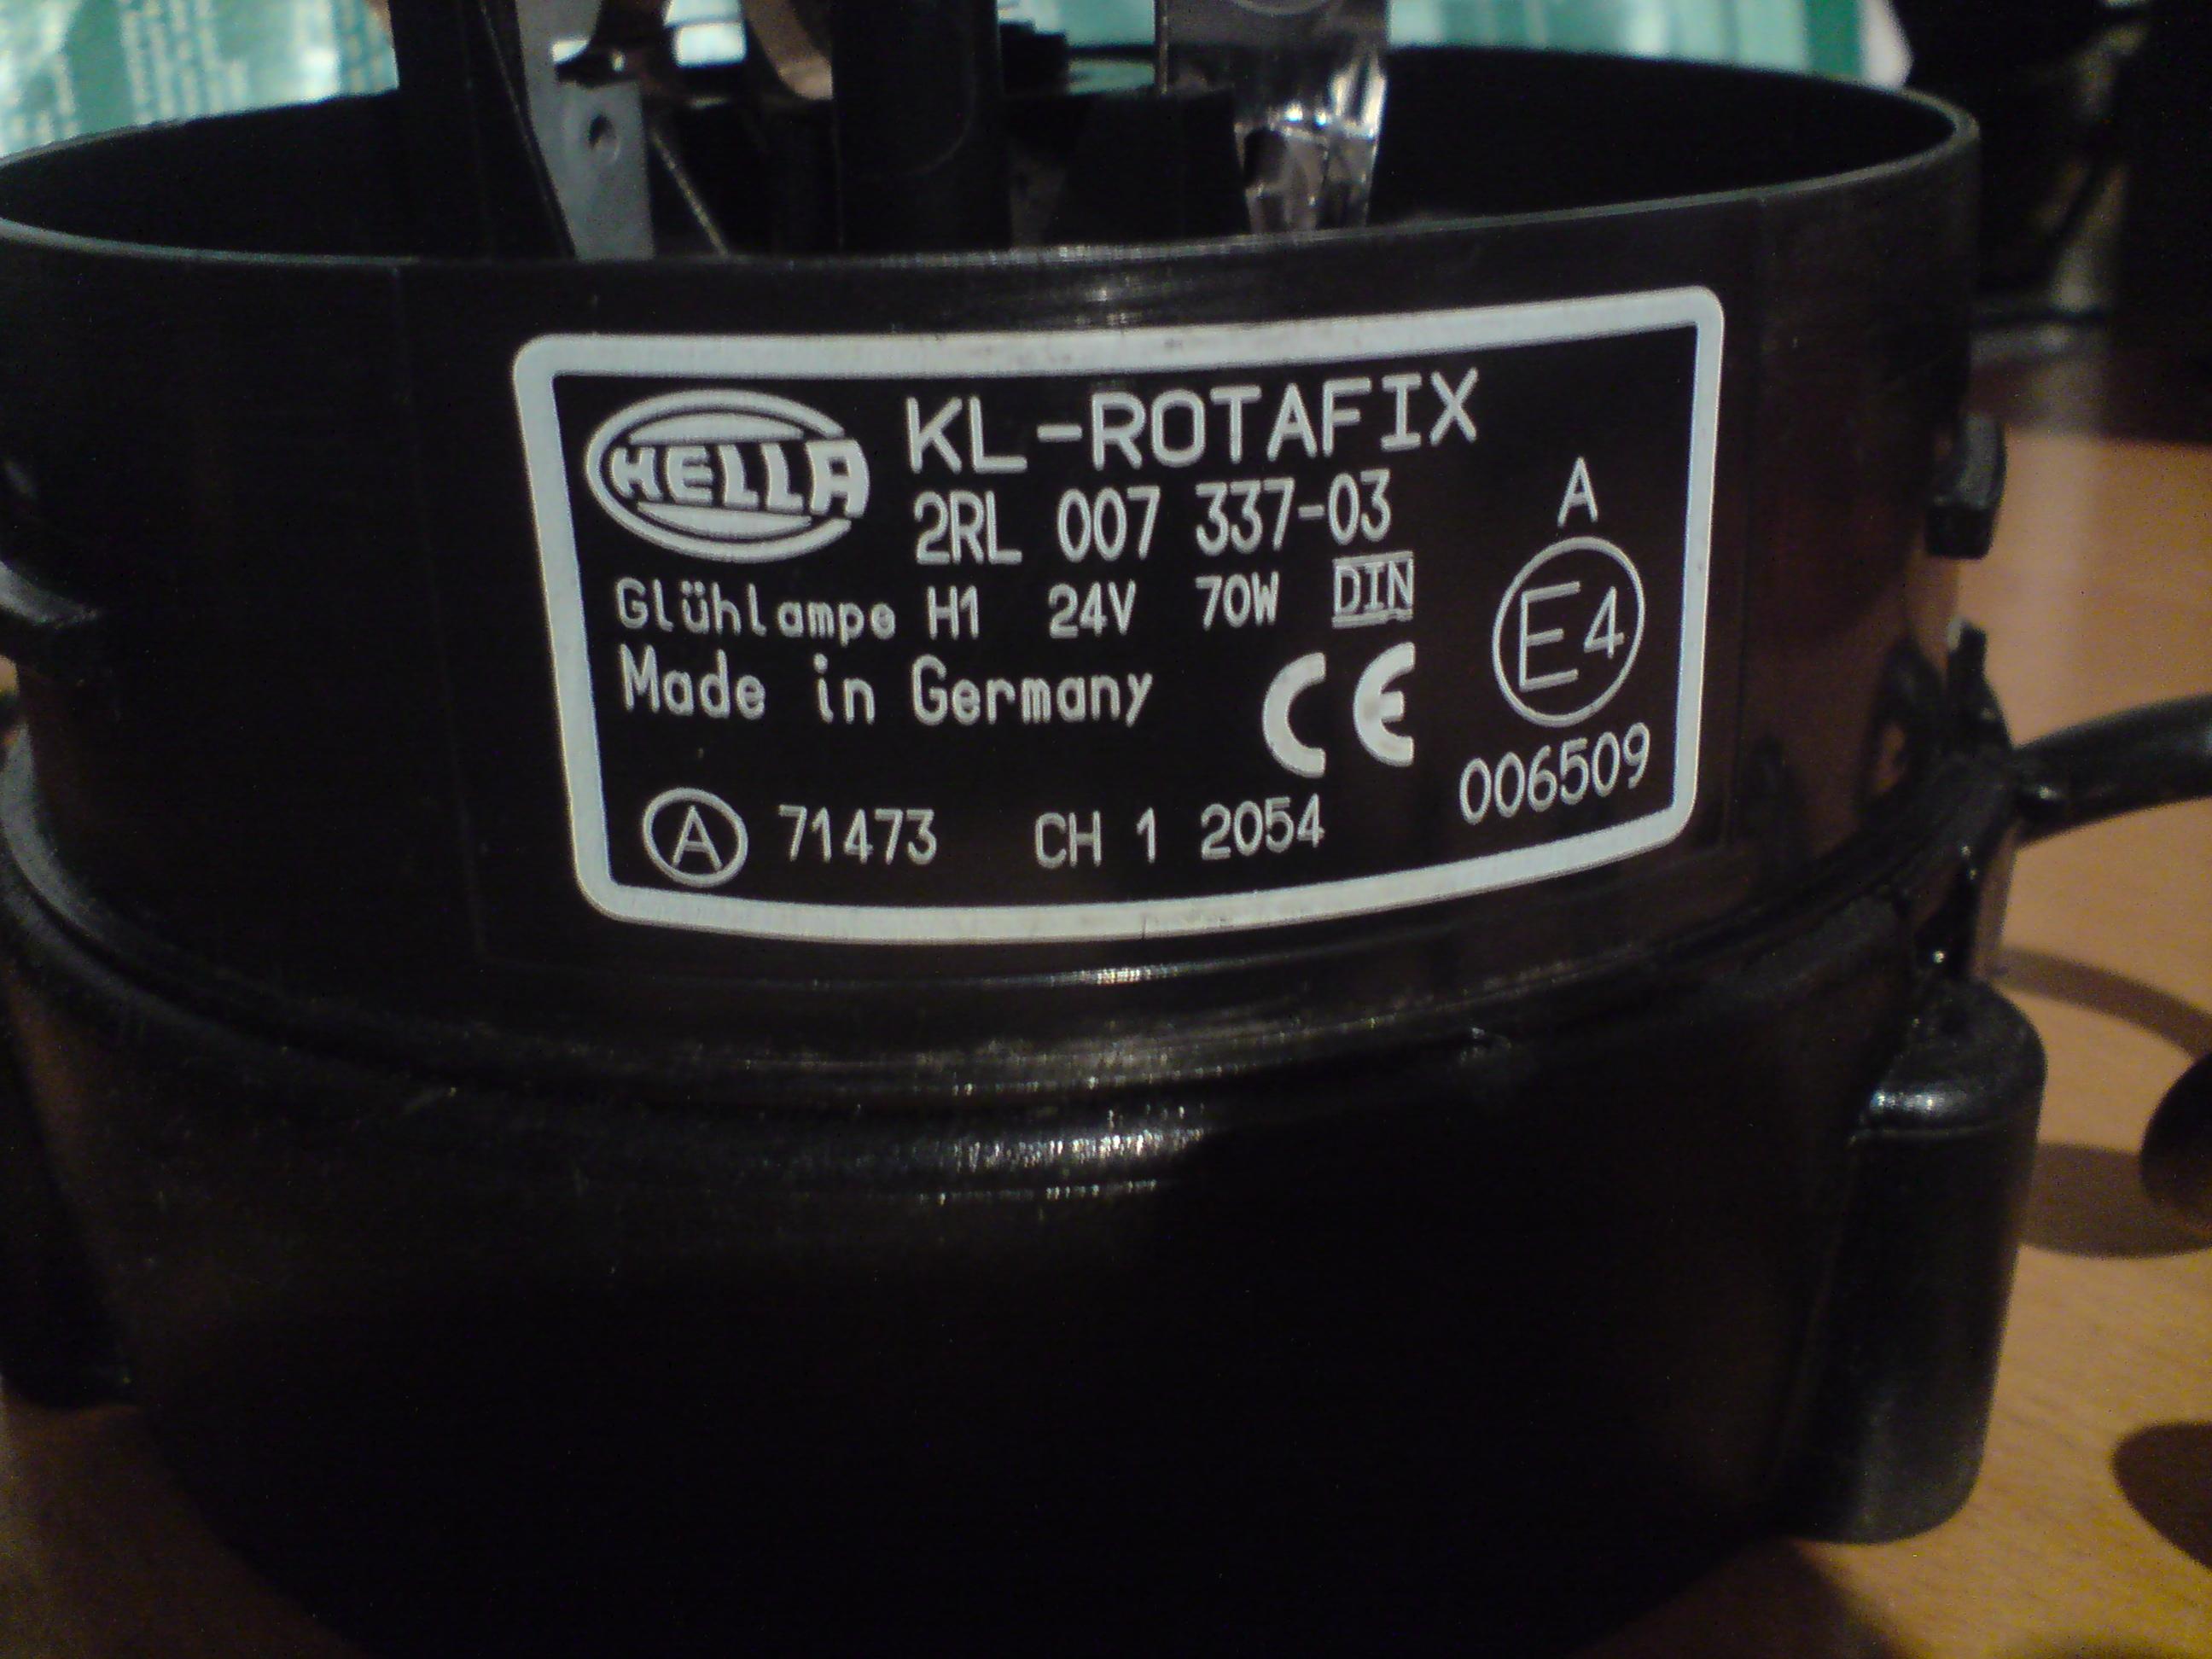 HELLA
KL-ROTAFIX
2RL 007 337-03
Glühlampe H1 24V 70W DIN
Made in Germany CE
A
E4
006509
A 71473 CH 1 2054